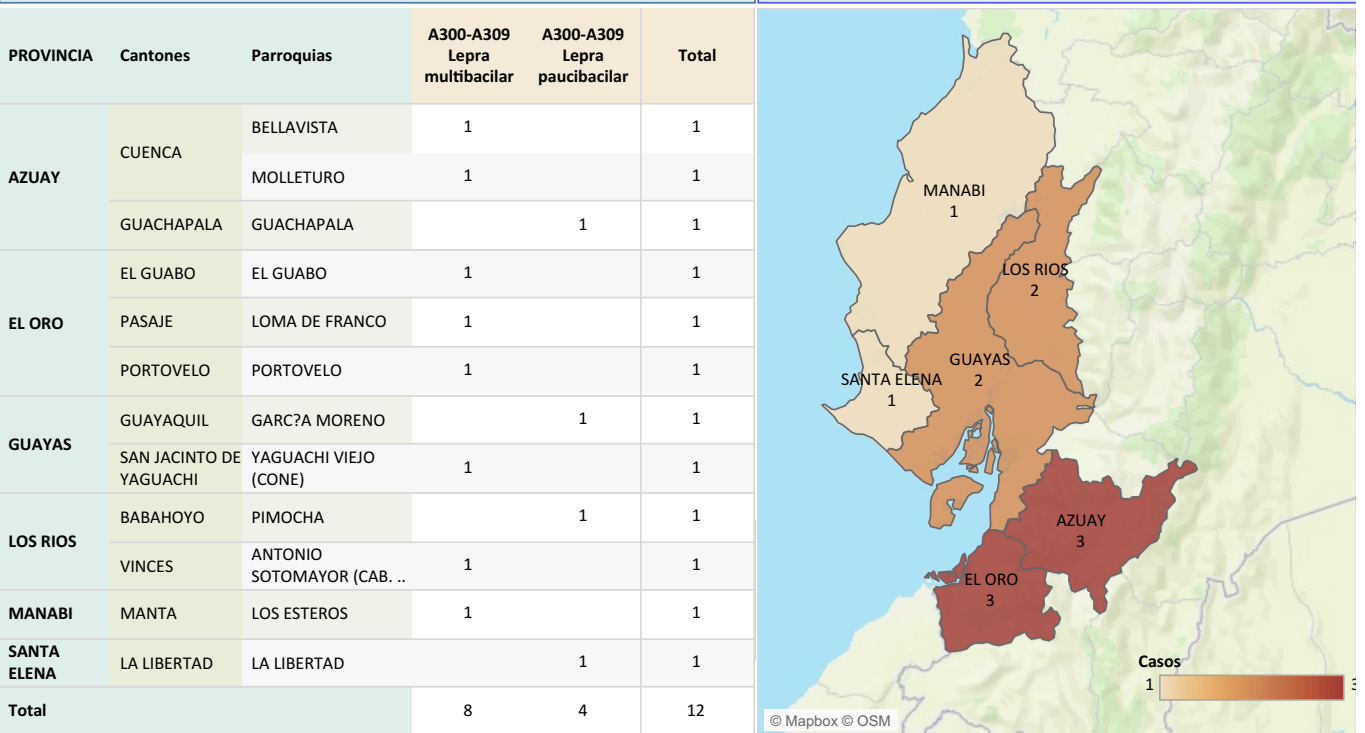 PROVINCIA Cantones Parroquias A300-A309 Lepra multibacilar A300-A309 Lepra paucibacilar Total
AZUAY CUENCA BELLAVISTA 1 1
MOLLETURO 1 1
GUACHAPALA GUACHAPALA 1 1
EL ORO EL GUABO EL GUABO 1 1
PASAJE LOMA DE FRANCO 1 1
PORTOVELO PORTOVELO 1 1
GUAYAS GUAYAQUIL GARC?A MORENO 1 1
SAN JACINTO DE YAGUACHI YAGUACHI VIEJO (CONE) 1 1
LOS RIOS BABAHOYO PIMOCHA 1 1
VINCES ANTONIO SOTOMAYOR (CAB. .. 1 1
MANABI MANTA LOS ESTEROS 1 1
SANTA ELENA LA LIBERTAD LA LIBERTAD 1 1
Total 8 4 12
MANABI
1
LOS RIOS
2
GUAYAS
2
SANTA ELENA
1
AZUAY
3
EL ORO
3
Casos
1 3
© Mapbox © OSM